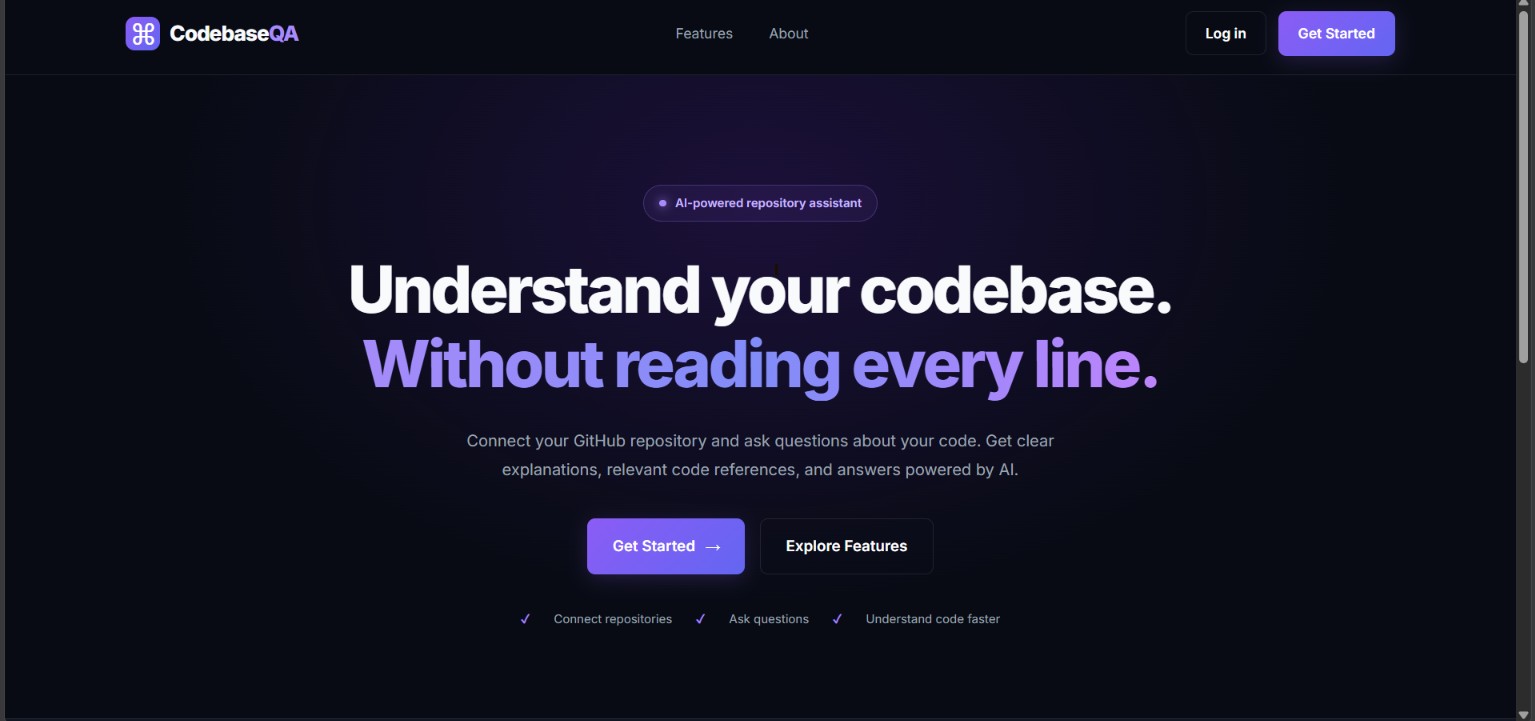 CodebaseQA
Features
About
Log in
Get Started
AI-powered repository assistant
Understand your codebase.
Without reading every line.
Connect your GitHub repository and ask questions about your code. Get clear
explanations, relevant code references, and answers powered by AI.
Get Started →
Explore Features
✓ Connect repositories ✓ Ask questions ✓ Understand code faster